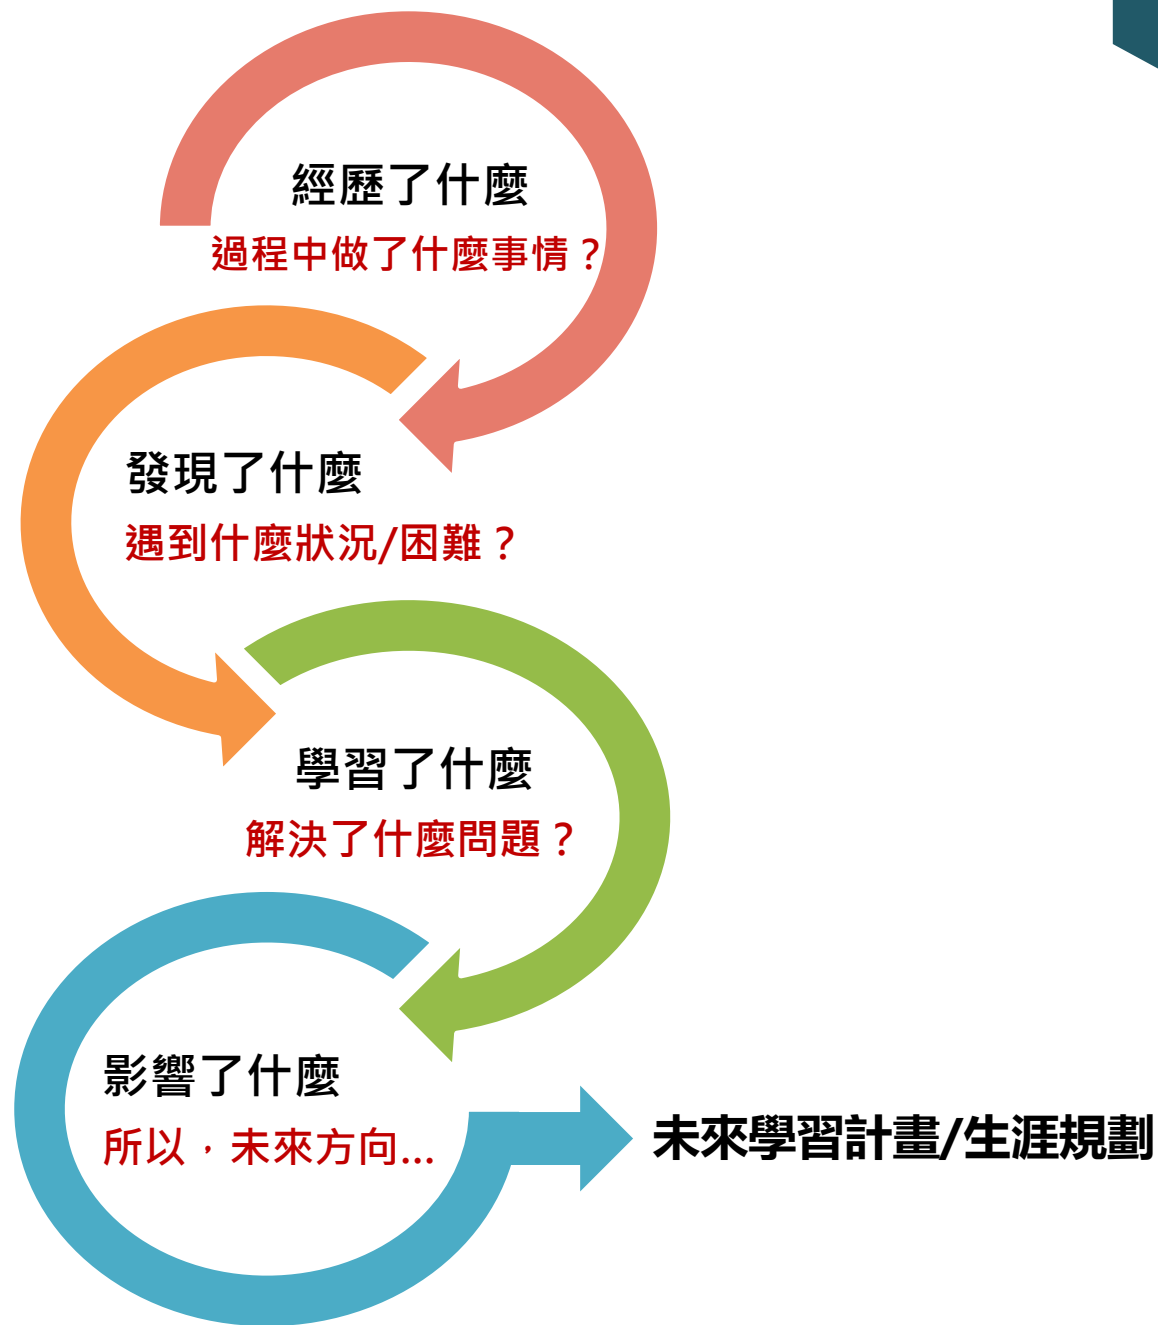 經歷了什麼
過程中做了什麼事情？
發現了什麼
遇到什麼狀況/困難？
學習了什麼
解決了什麼問題？
影響了什麼
所以，未來方向...
未來學習計畫/生涯規劃